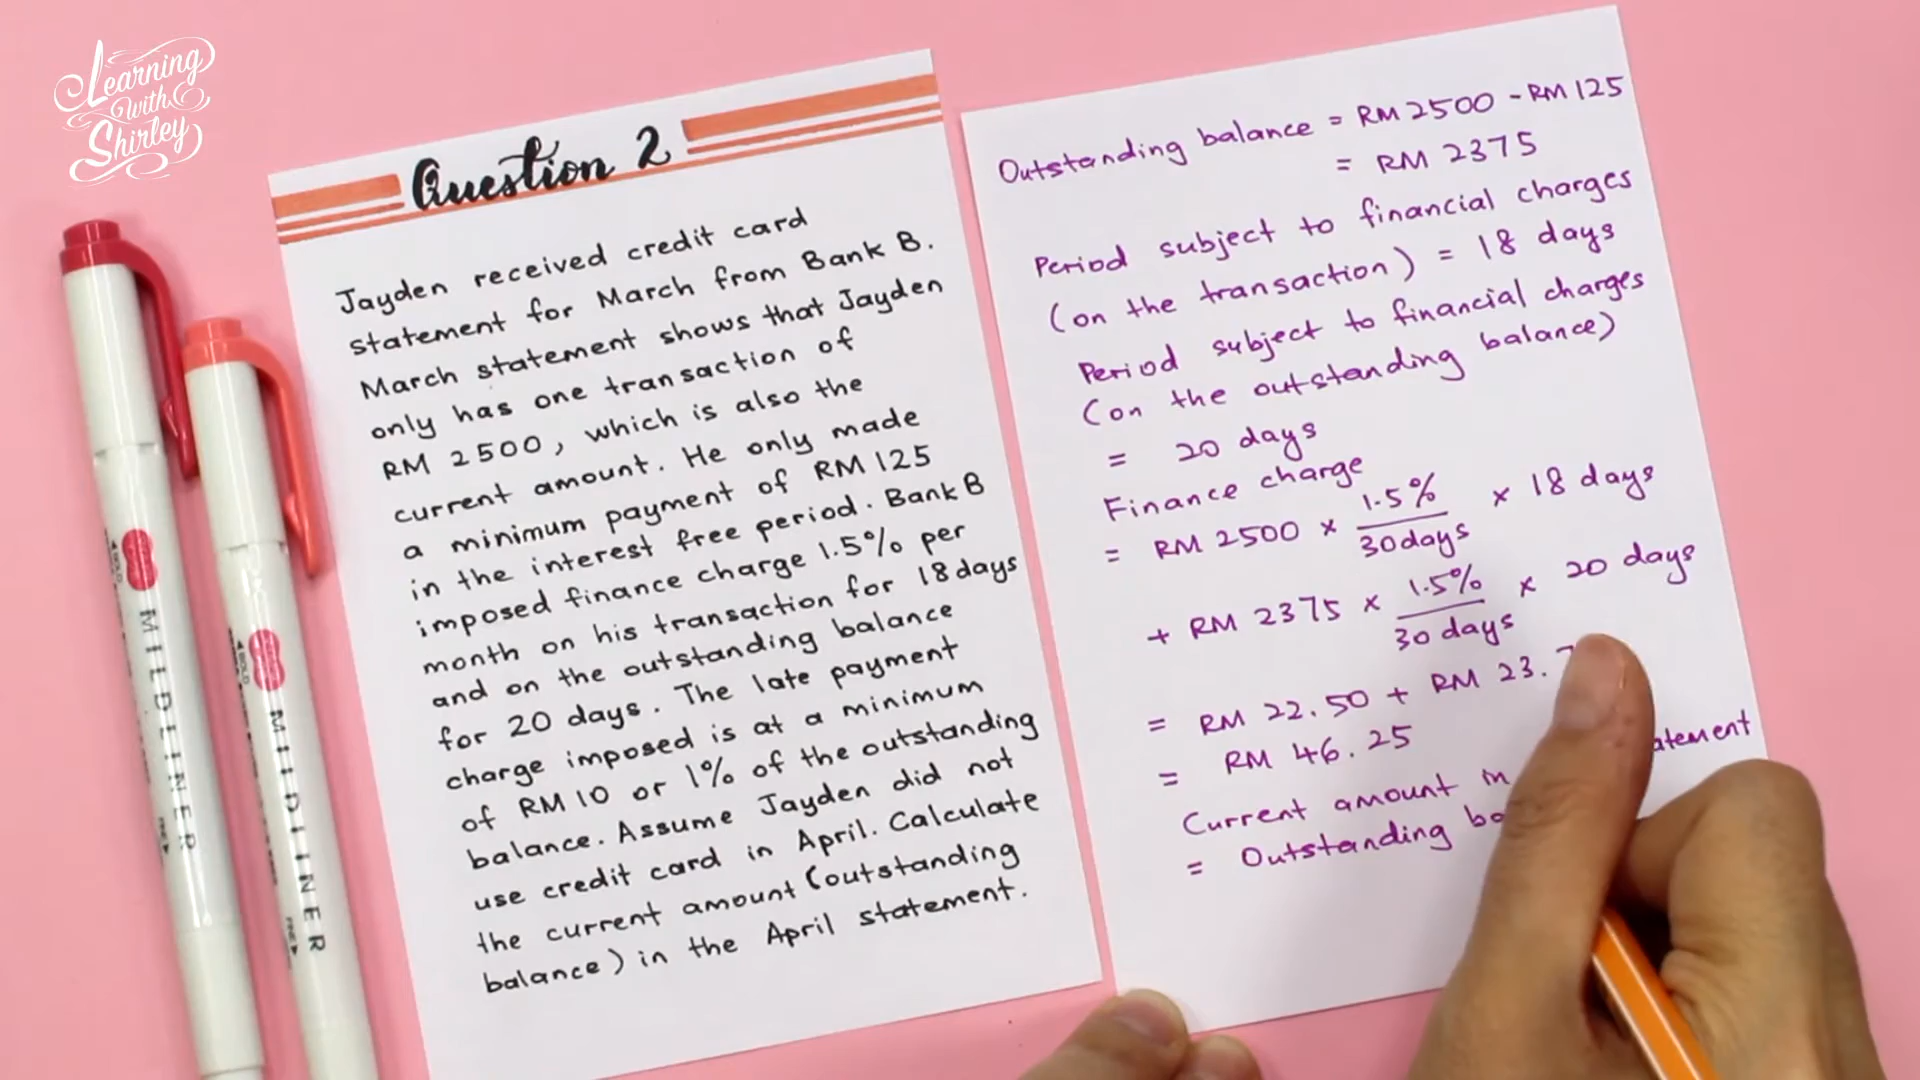 Learning
With
Shirley
Question 2
Jayden received credit card
statement for March from Bank B.
March statement shows that Jayden
only has one transaction of
RM 2500, which is also the
current amount. He only made
a minimum payment of RM 125
in the interest free period. Bank B
imposed finance charge 1.5% per
month on his transaction for 18 days
and on the outstanding balance
for 20 days. The late payment
charge imposed is at a minimum
of RM 10 or 1% of the outstanding
balance. Assume Jayden did not
use credit card in April. Calculate
the current amount (outstanding
balance) in the April statement.
Outstanding balance = RM 2500 - RM 125
= RM 2375
Period subject to financial charges
(on the transaction) = 18 days
Period subject to financial charges
(on the outstanding balance)
= 20 days
Finance charge
= RM 2500 × 1.5% / 30 days × 18 days
+ RM 2375 × 1.5% / 30 days × 20 days
= RM 22.50 + RM 23.
= RM 46.25
Current amount in
= Outstanding
MILDLINER
MILDLINER